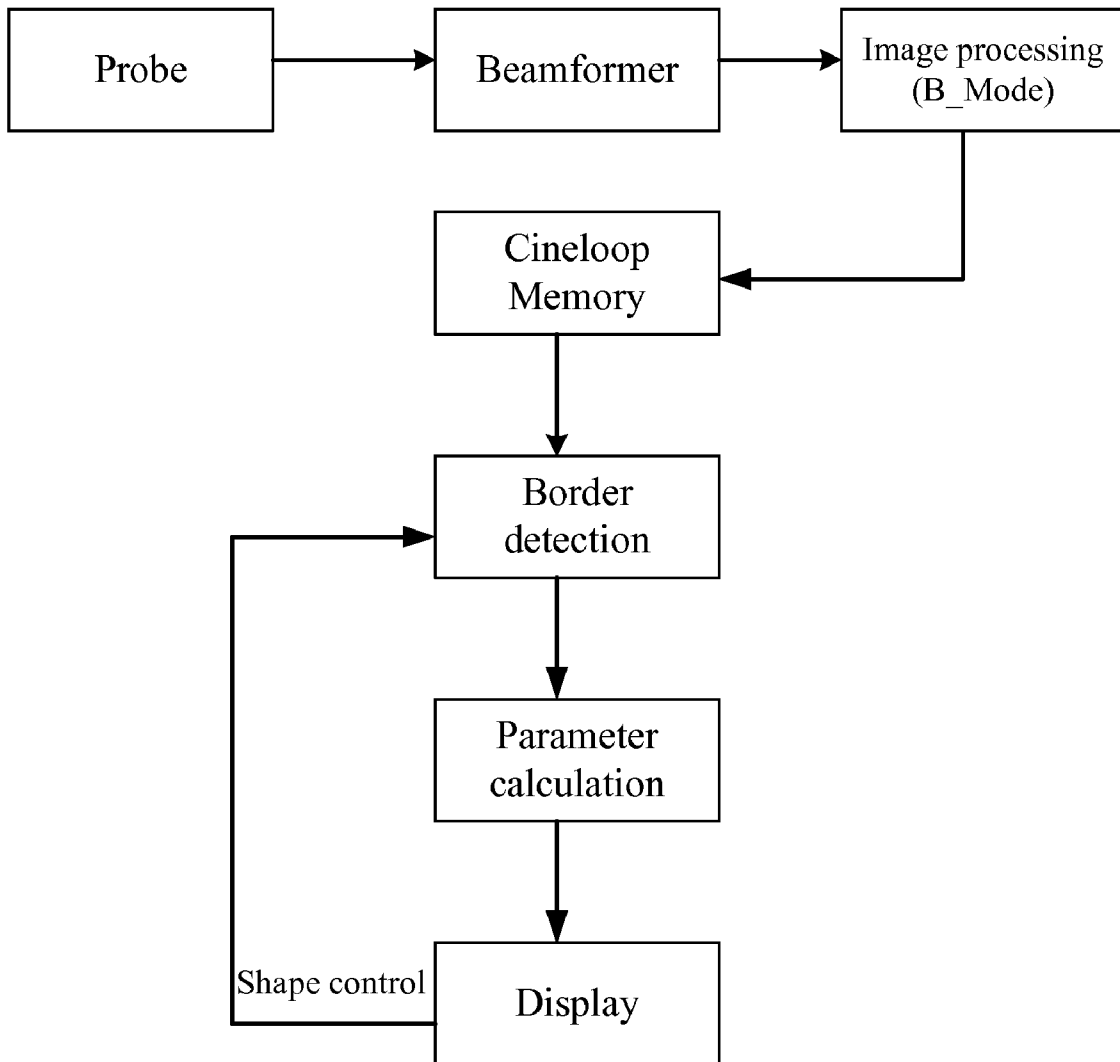 Probe
Beamformer
Image processing
(B_Mode)
Cineloop
Memory
Border
detection
Parameter
calculation
Shape control
Display